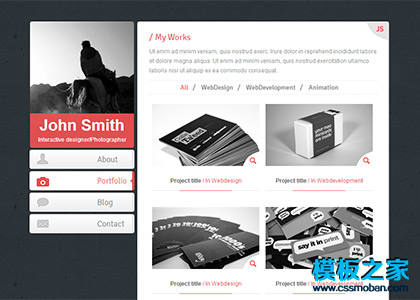 John Smith
Interactive designer/Photographer
About
Portfolio
Blog
Contact
JS
/ My Works
Ut enim ad minim veniam, quis nostrud exerc. Irure dolor in reprehend incididunt ut
dolore magna aliqua. Ut enim ad minim veniam, quis nostrud exercitation ullamco
laboris nisi ut aliquip ex ea commodo consequat.
All / WebDesign / WebDevelopment / Animation
Project title / In Webdesign
Project title / In Webdevelopment
say it in print
Project title / In Webdesign
Project title / In Webdevelopment
模板之家
www.cssmoban.com